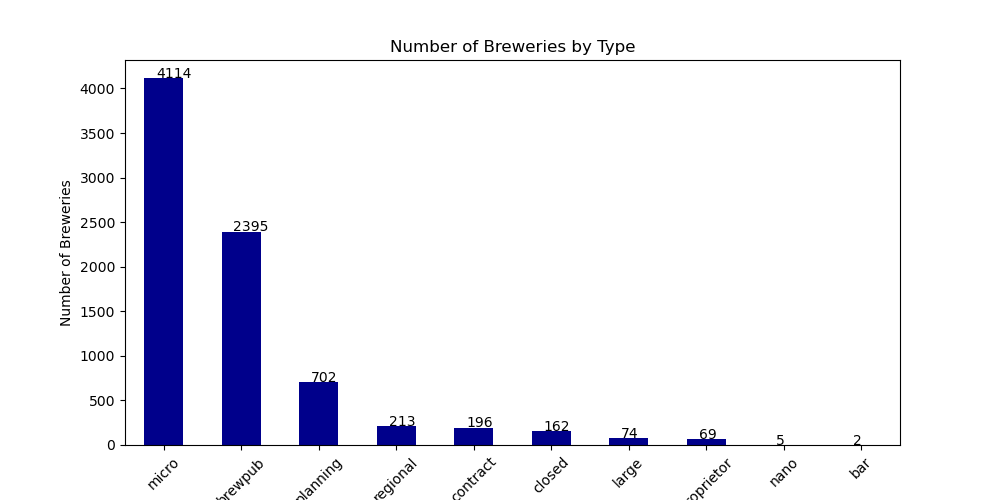 Number of Breweries by Type
Number of Breweries
4000
3500
3000
2500
2000
1500
1000
500
0
4114
2395
702
213
196
162
74
69
5
2
micro
brewpub
planning
regional
contract
closed
large
roprietor
nano
bar